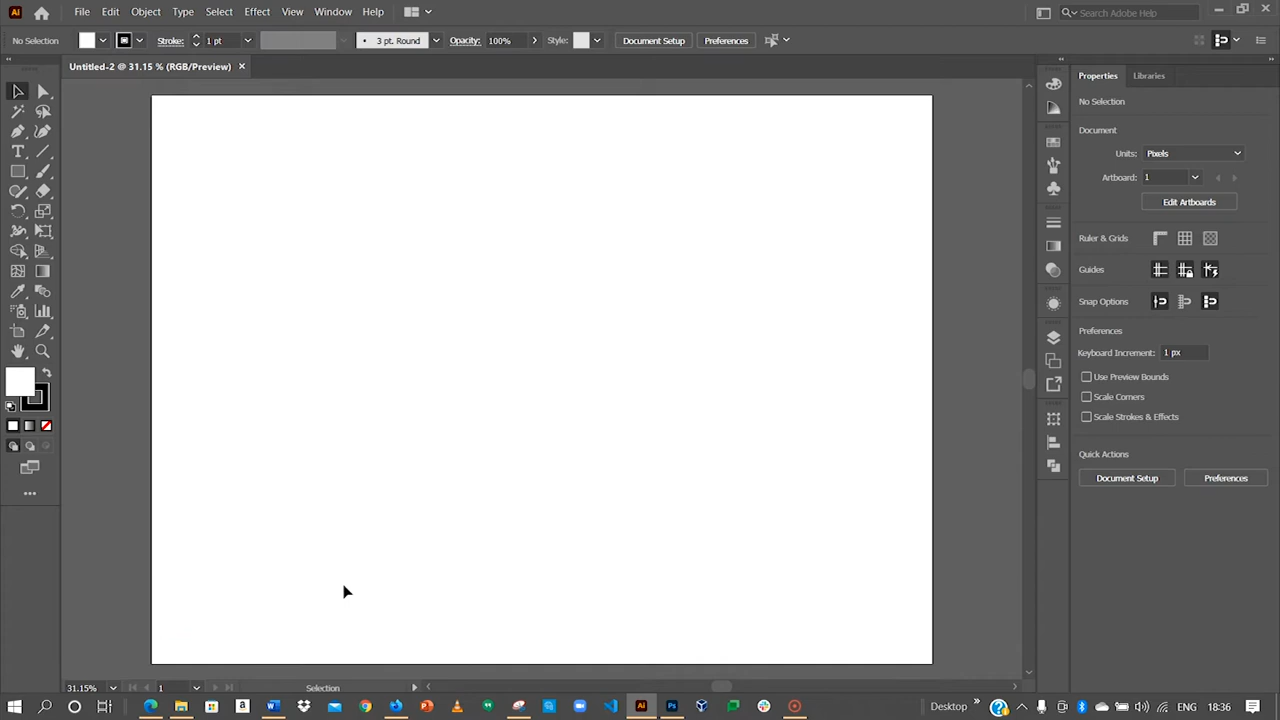 Ai File Edit Object Type Select Effect View Window Help Search Adobe Help
No Selection Stroke: 1 pt 3 pt. Round Opacity: 100% Style: Document Setup Preferences
Untitled-2 @ 31.15 % (RGB/Preview)
Properties Libraries
No Selection
Document
Units: Pixels
Artboard: 1
Edit Artboards
Ruler & Grids
Guides
Snap Options
Preferences
Keyboard Increment: 1 px
Use Preview Bounds
Scale Corners
Scale Strokes & Effects
Quick Actions
Document Setup Preferences
31.15% 1 Selection
Desktop ENG 18:36